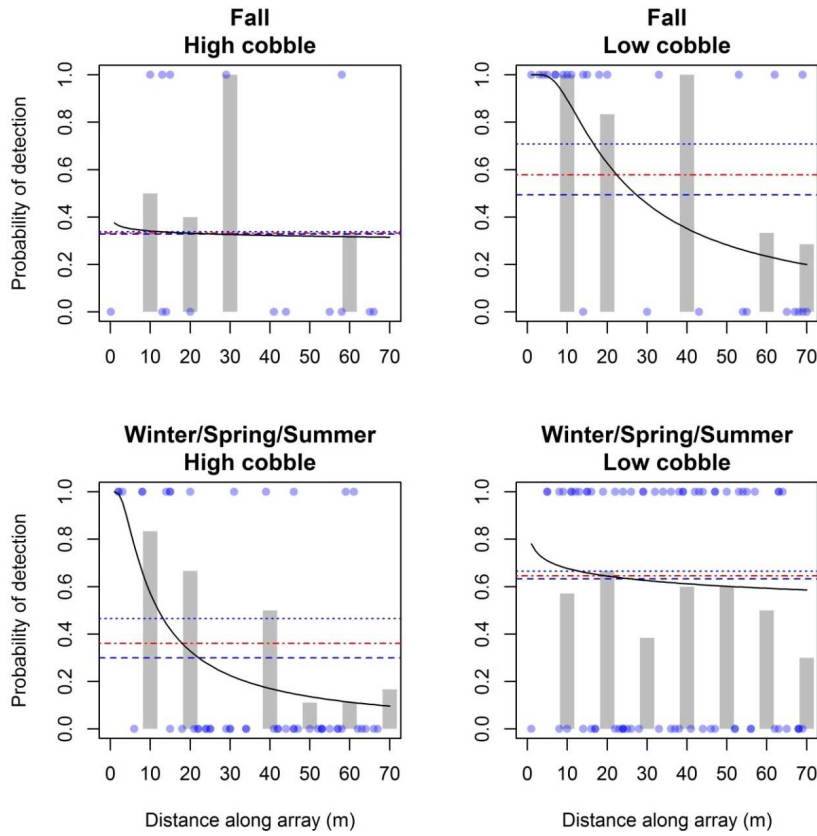 Fall
High cobble
Fall
Low cobble
Probability of detection
1.0
0.8
0.6
0.4
0.2
0.0
0 10 20 30 40 50 60 70
1.0
0.8
0.6
0.4
0.2
0.0
0 10 20 30 40 50 60 70
Winter/Spring/Summer
High cobble
Winter/Spring/Summer
Low cobble
Probability of detection
1.0
0.8
0.6
0.4
0.2
0.0
0 10 20 30 40 50 60 70
1.0
0.8
0.6
0.4
0.2
0.0
0 10 20 30 40 50 60 70
Distance along array (m)
Distance along array (m)